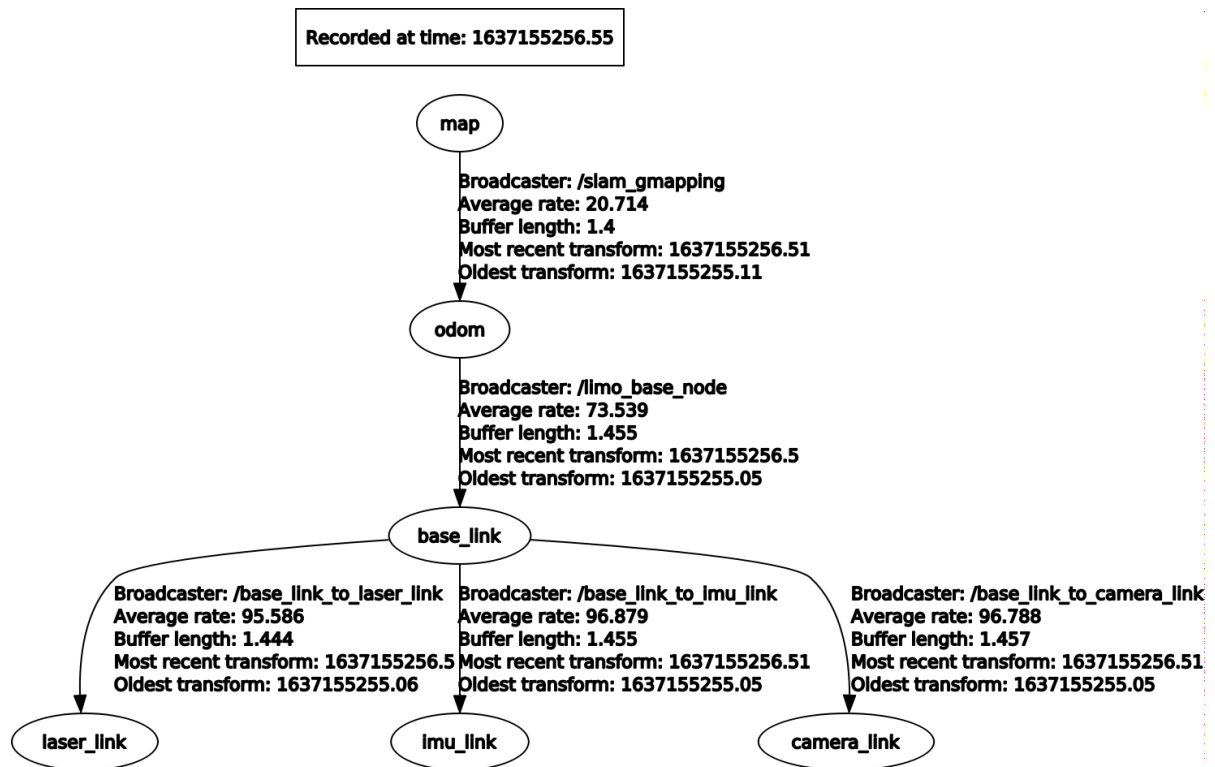 Recorded at time: 1637155256.55
map
Broadcaster: /slam_gmapping
Average rate: 20.714
Buffer length: 1.4
Most recent transform: 1637155256.51
Oldest transform: 1637155255.11
odom
Broadcaster: /limo_base_node
Average rate: 73.539
Buffer length: 1.455
Most recent transform: 1637155256.5
Oldest transform: 1637155255.05
base_link
Broadcaster: /base_link_to_laser_link
Average rate: 95.586
Buffer length: 1.444
Most recent transform: 1637155256.5
Oldest transform: 1637155255.06
Broadcaster: /base_link_to_imu_link
Average rate: 96.879
Buffer length: 1.455
Most recent transform: 1637155256.51
Oldest transform: 1637155255.05
Broadcaster: /base_link_to_camera_link
Average rate: 96.788
Buffer length: 1.457
Most recent transform: 1637155256.51
Oldest transform: 1637155255.05
laser_link
imu_link
camera_link